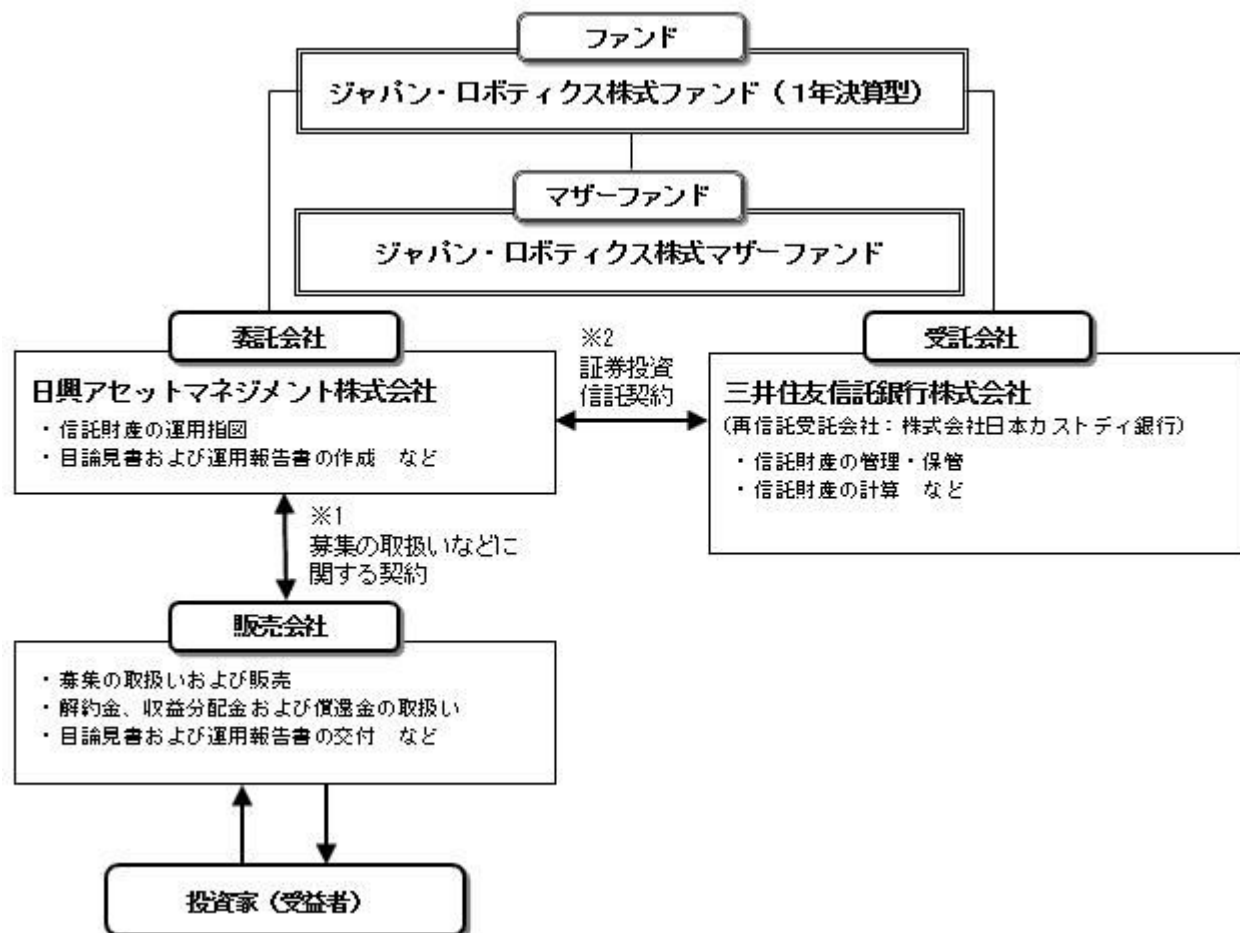 ファンド
ジャパン・ロボティクス株式ファンド（1年決算型）
マザーファンド
ジャパン・ロボティクス株式マザーファンド
委託会社
日興アセットマネジメント株式会社
・信託財産の運用指図
・目論見書および運用報告書の作成　など
※2
証券投資
信託契約
受託会社
三井住友信託銀行株式会社
(再信託受託会社：株式会社日本カストディ銀行)
・信託財産の管理・保管
・信託財産の計算　など
※1
募集の取扱いなどに
関する契約
販売会社
・募集の取扱いおよび販売
・解約金、収益分配金および償還金の取扱い
・目論見書および運用報告書の交付　など
投資家（受益者）